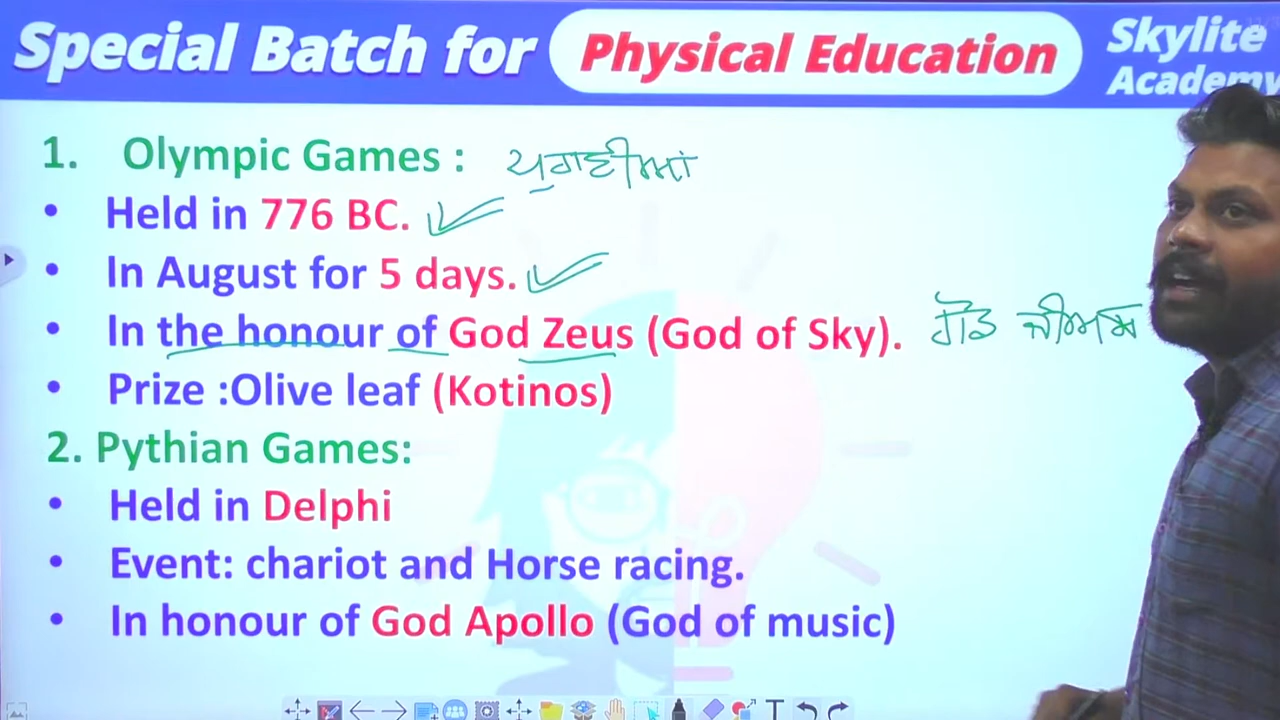 Special Batch for Physical Education Skylite Academy
1. Olympic Games : ਪੁਰਾਣੀਆਂ
• Held in 776 BC.
• In August for 5 days.
• In the honour of God Zeus (God of Sky). ਗੌਡ ਜੀਅਸ
• Prize :Olive leaf (Kotinos)
2. Pythian Games:
• Held in Delphi
• Event: chariot and Horse racing.
• In honour of God Apollo (God of music)